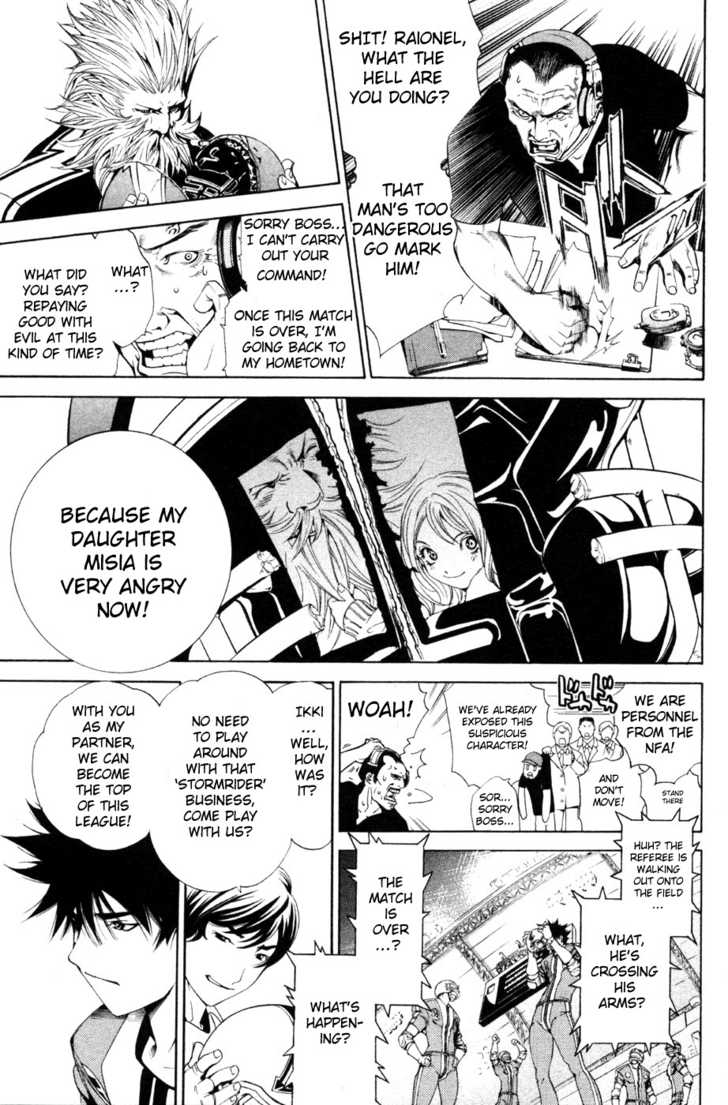 SHIT! RAIONEL,
WHAT THE
HELL ARE
YOU DOING?
THAT
MAN'S TOO
DANGEROUS
GO MARK
HIM!
SORRY BOSS...
I CAN'T CARRY
OUT YOUR
COMMAND!
ONCE THIS MATCH
IS OVER, I'M
GOING BACK TO
MY HOMETOWN!
WHAT
...?
WHAT DID
YOU SAY?
REPAYING
GOOD WITH
EVIL AT THIS
KIND OF TIME?
BECAUSE MY
DAUGHTER
MISIA IS
VERY ANGRY
NOW!
ドッドッ
WE ARE
PERSONNEL
FROM THE
NFA!
AND
DON'T
MOVE!
STAND
THERE
WE'VE ALREADY
EXPOSED THIS
SUSPICIOUS
CHARACTER!
SOR...
SORRY
BOSS...
WOAH!
HUH? THE
REFEREE IS
WALKING
OUT ONTO
THE FIELD
...
WHAT,
HE'S
CROSSING
HIS
ARMS?
THE
MATCH
IS
OVER
...?
WHAT'S
HAPPEN-
ING?
IKKI
...
WELL,
HOW
WAS
IT?
NO NEED
TO PLAY
AROUND
WITH THAT
'STORMRIDER'
BUSINESS,
COME PLAY
WITH US?
WITH YOU
AS MY
PARTNER,
WE CAN
BECOME
THE TOP
OF THIS
LEAGUE!